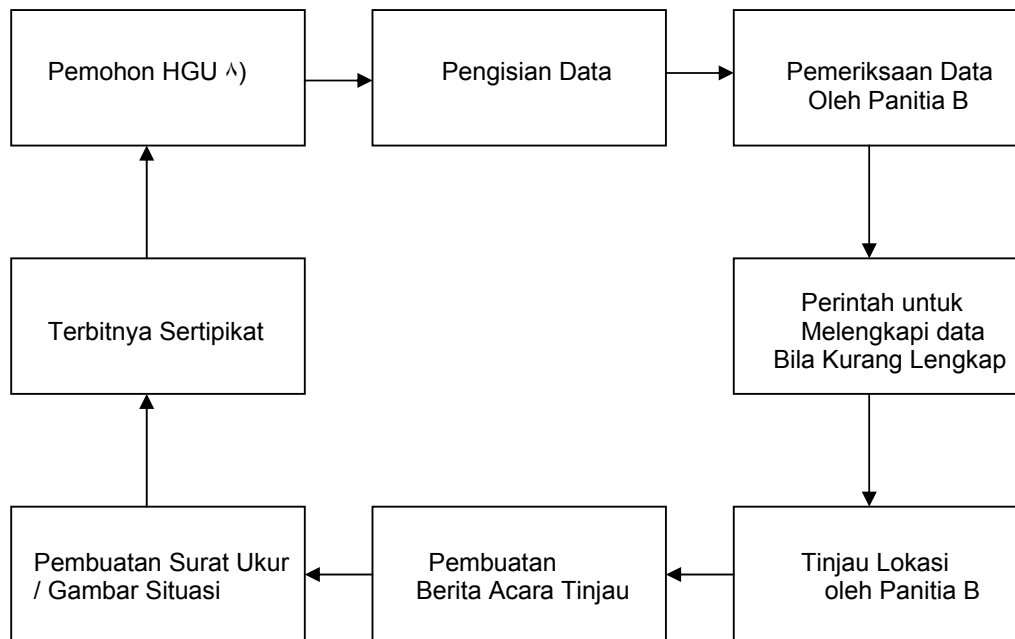 Pemohon HGU ^)
Pengisian Data
Pemeriksaan Data
Oleh Panitia B
Perintah untuk
Melengkapi data
Bila Kurang Lengkap
Tinjau Lokasi
oleh Panitia B
Pembuatan
Berita Acara Tinjau
Pembuatan Surat Ukur
/ Gambar Situasi
Terbitnya Sertipikat